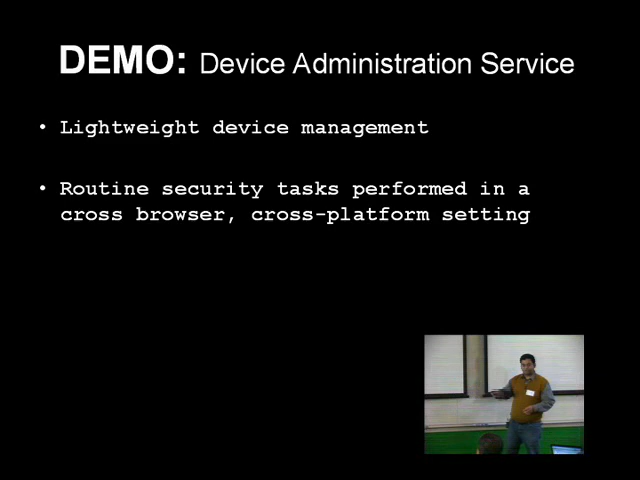 DEMO: Device Administration Service
• Lightweight device management
• Routine security tasks performed in a
cross browser, cross-platform setting